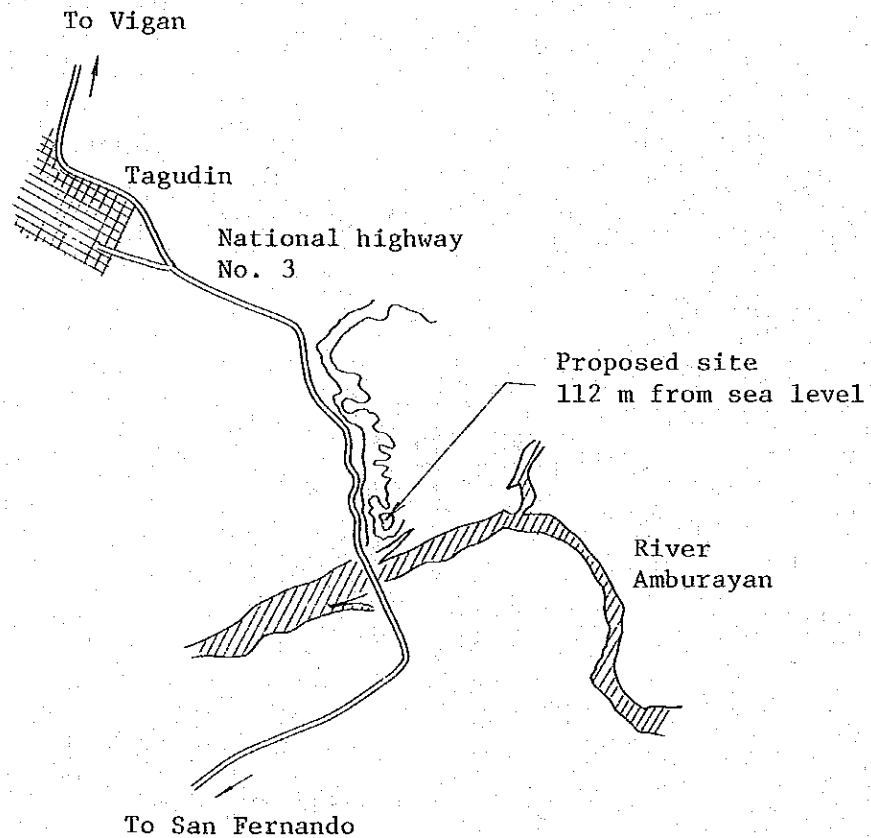 To Vigan
Tagudin
National highway
No. 3
Proposed site
112 m from sea level
River
Amburayan
To San Fernando